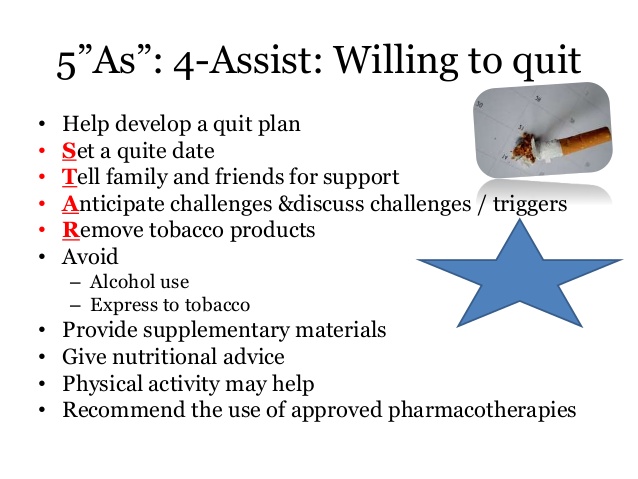 5”As”: 4-Assist: Willing to quit
• Help develop a quit plan
• Set a quite date
• Tell family and friends for support
• Anticipate challenges &discuss challenges / triggers
• Remove tobacco products
• Avoid
– Alcohol use
– Express to tobacco
• Provide supplementary materials
• Give nutritional advice
• Physical activity may help
• Recommend the use of approved pharmacotherapies